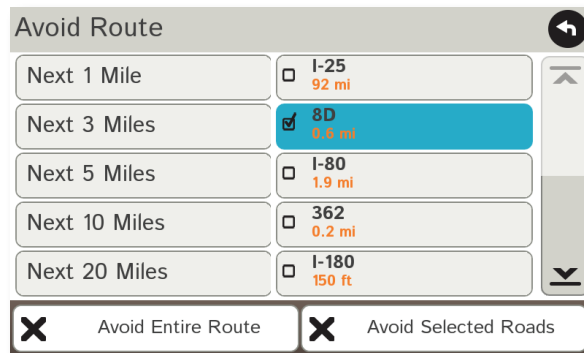 Avoid Route
Next 1 Mile
I-25
92 mi
Next 3 Miles
8D
0.6 mi
Next 5 Miles
I-80
1.9 mi
Next 10 Miles
362
0.2 mi
Next 20 Miles
I-180
150 ft
Avoid Entire Route
Avoid Selected Roads